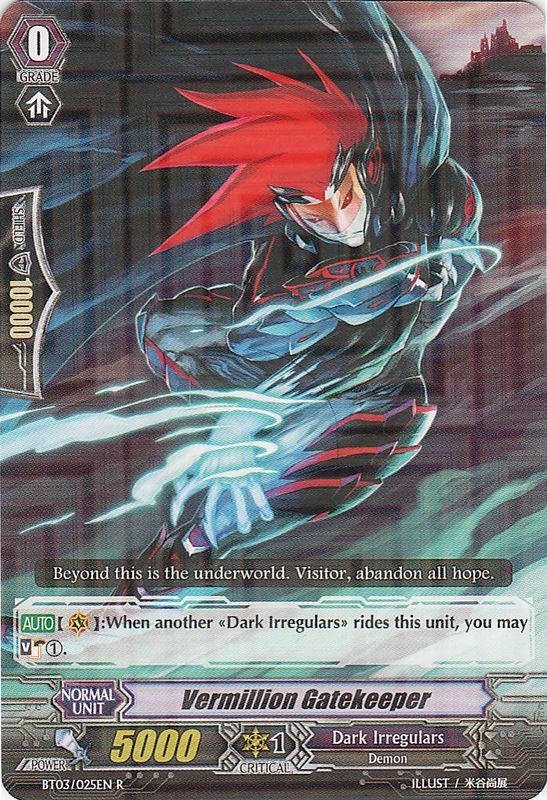 0
GRADE
SHIELD
10000
Beyond this is the underworld. Visitor, abandon all hope.
AUTO【 】:When another «Dark Irregulars» rides this unit, you may
V ①.
NORMAL
UNIT
Vermillion Gatekeeper
POWER
5000
1
CRITICAL
Dark Irregulars
Demon
BT03/025EN R
ILLUST / 米谷尚展